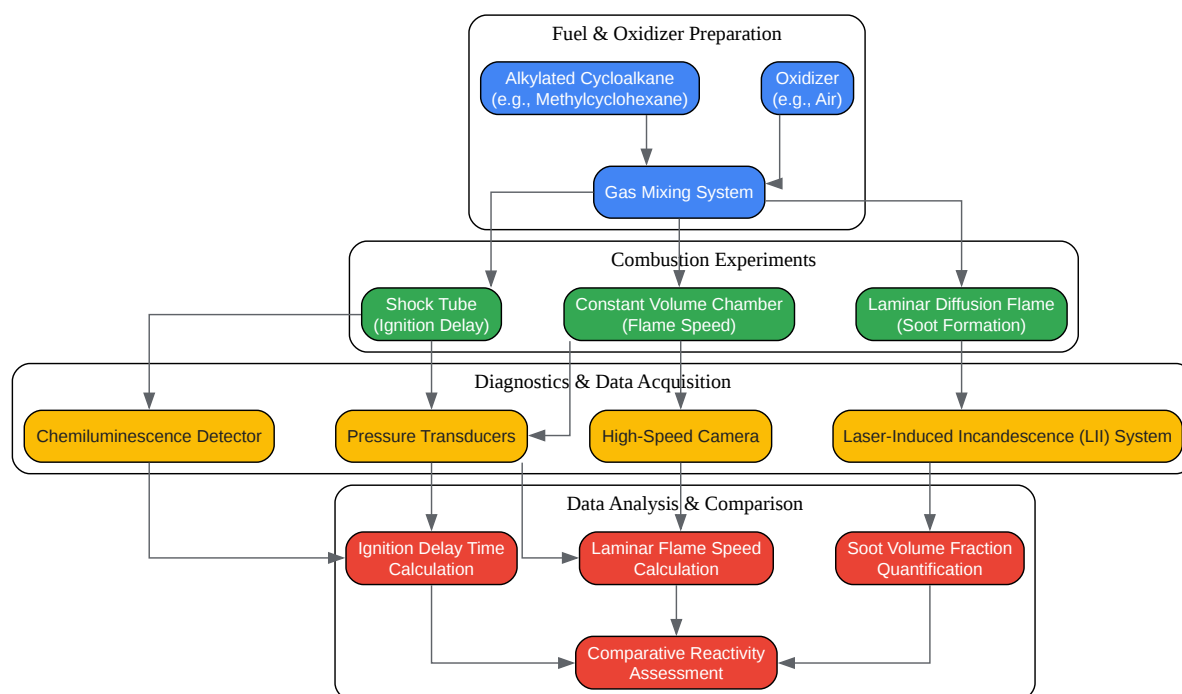 Fuel & Oxidizer Preparation
Alkylated Cycloalkane
(e.g., Methylcyclohexane)
Oxidizer
(e.g., Air)
Gas Mixing System
Combustion Experiments
Shock Tube
(Ignition Delay)
Constant Volume Chamber
(Flame Speed)
Laminar Diffusion Flame
(Soot Formation)
Diagnostics & Data Acquisition
Chemiluminescence Detector
Pressure Transducers
High-Speed Camera
Laser-Induced Incandescence (LII) System
Data Analysis & Comparison
Ignition Delay Time
Calculation
Laminar Flame Speed
Calculation
Soot Volume Fraction
Quantification
Comparative Reactivity
Assessment